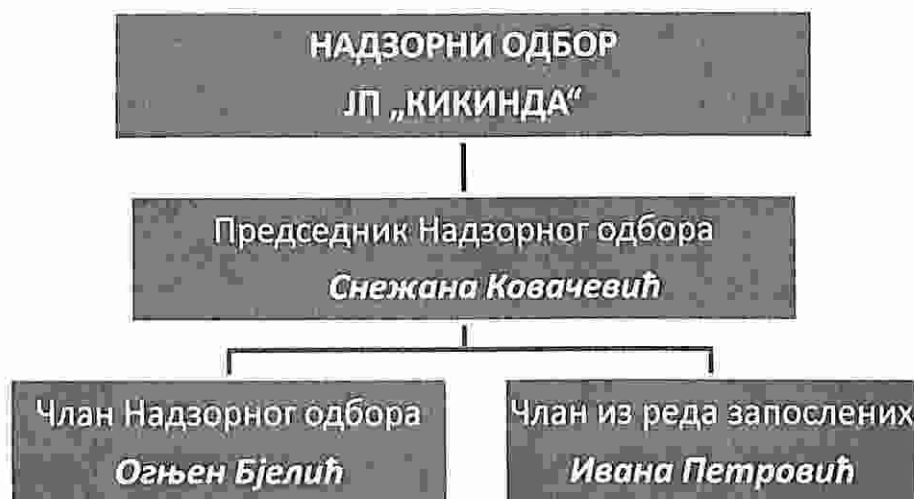 НАДЗОРНИ ОДБОР
ЈП „КИКИНДА“
Председник Надзорног одбора
Снежана Ковачевић
Члан Надзорног одбора
Огњен Бјелић
Члан из реда запослених
Ивана Петровић